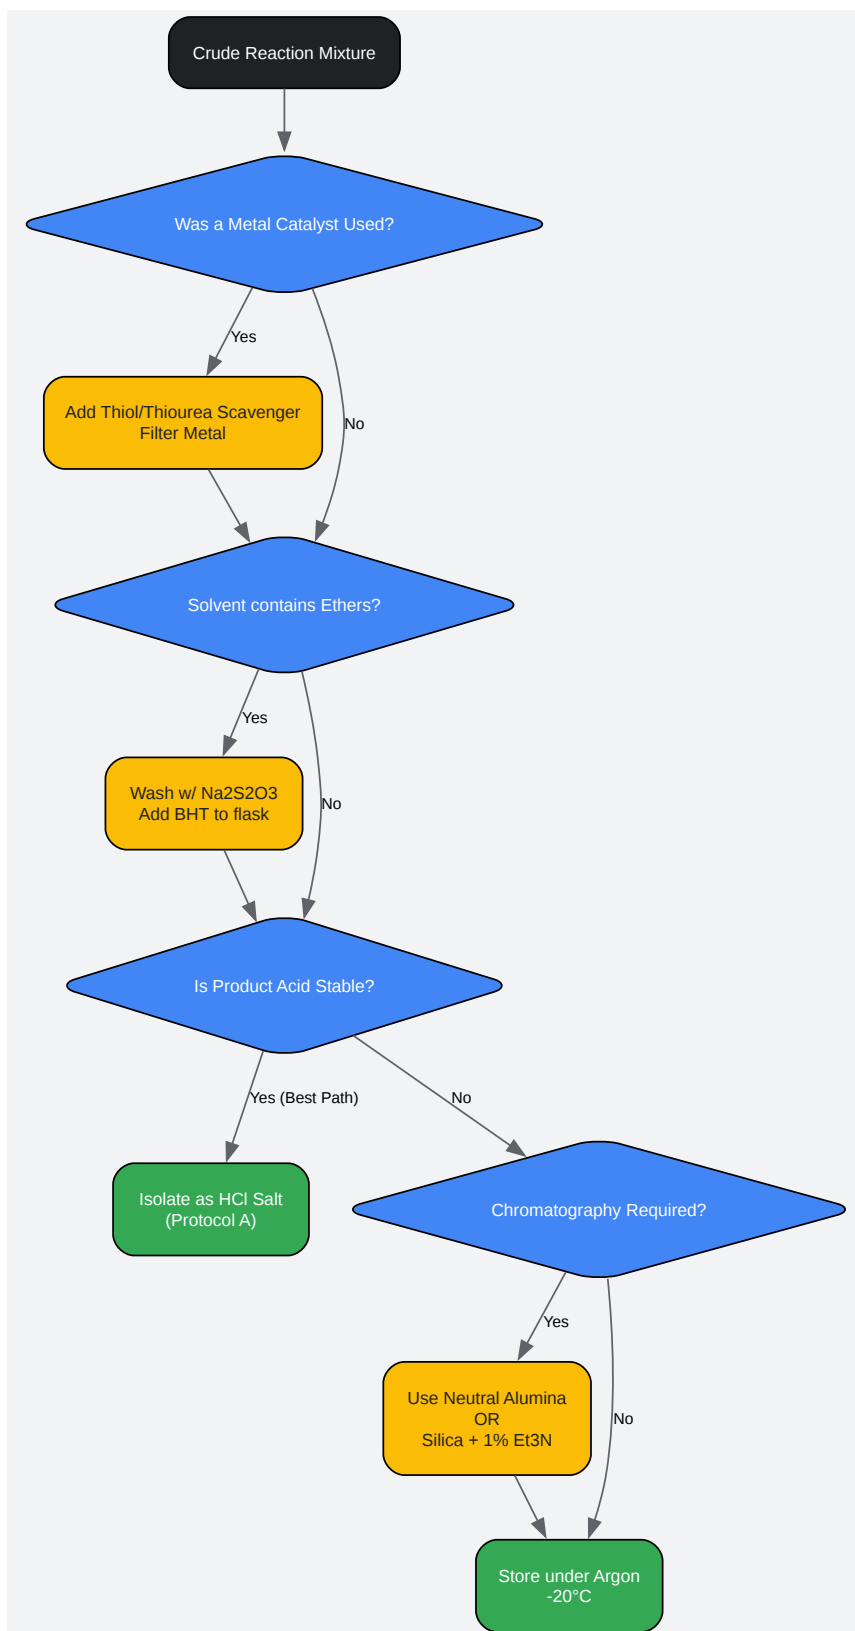 Crude Reaction Mixture
Was a Metal Catalyst Used?
Yes
Add Thiol/Thiourea Scavenger
Filter Metal
No
Solvent contains Ethers?
Yes
Wash w/ Na2S2O3
Add BHT to flask
No
Is Product Acid Stable?
Yes (Best Path)
No
Isolate as HCl Salt
(Protocol A)
Chromatography Required?
Yes
Use Neutral Alumina
OR
Silica + 1% Et3N
No
Store under Argon
-20°C